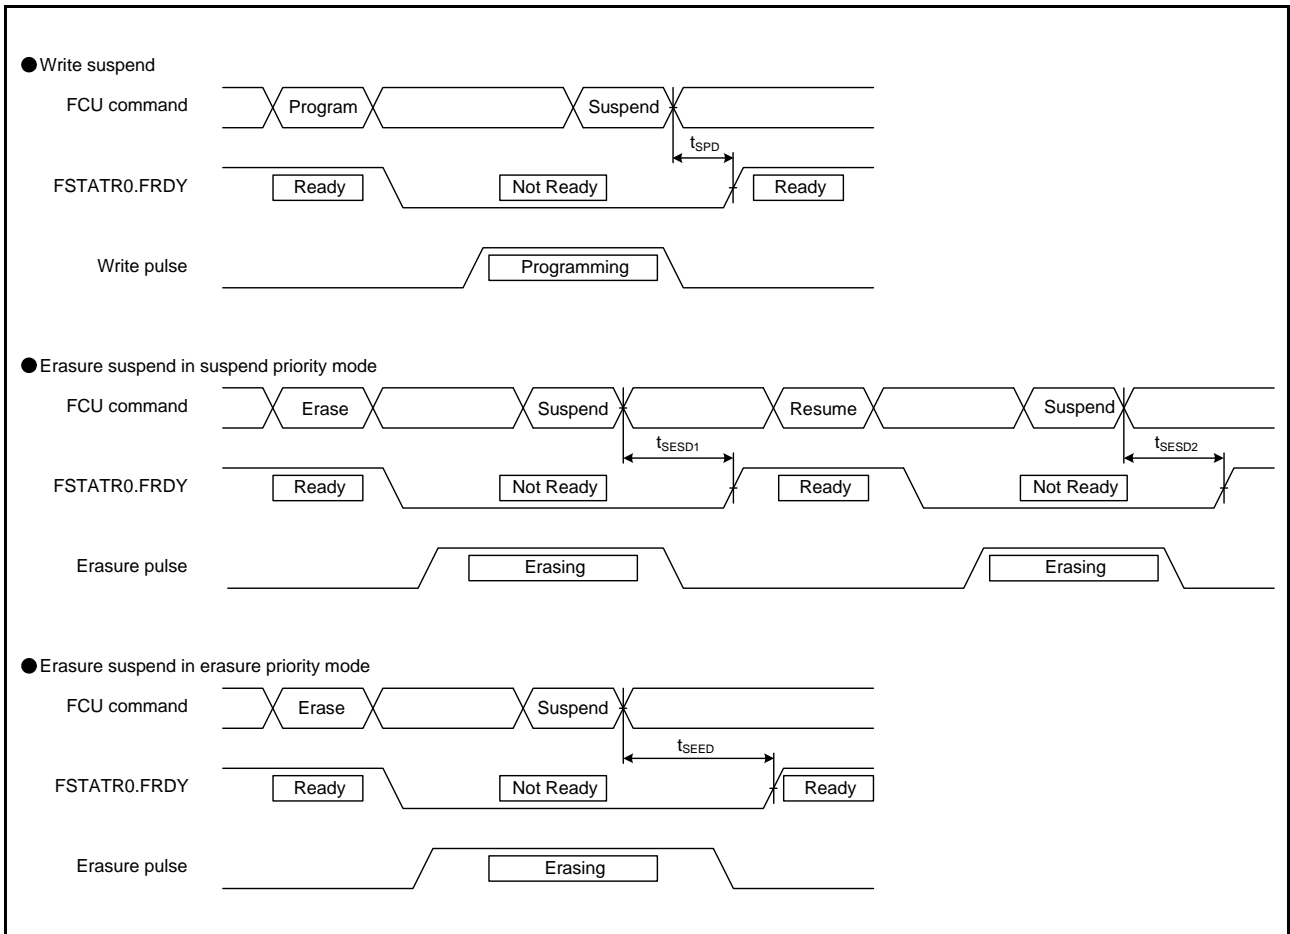 ●Write suspend
FCU command Program Suspend
tSPD
FSTATR0.FRDY Ready Not Ready Ready
Write pulse Programming
●Erasure suspend in suspend priority mode
FCU command Erase Suspend Resume Suspend
tSESD1 tSESD2
FSTATR0.FRDY Ready Not Ready Ready Not Ready
Erasure pulse Erasing Erasing
●Erasure suspend in erasure priority mode
FCU command Erase Suspend
tSEED
FSTATR0.FRDY Ready Not Ready Ready
Erasure pulse Erasing